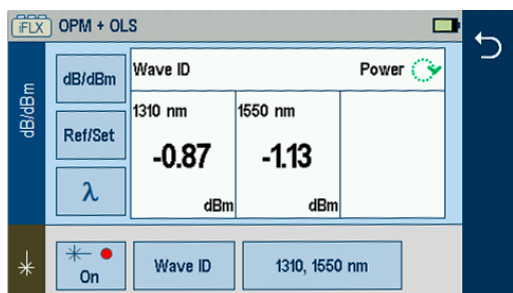 iFLX OPM + OLS
dB/dBm
dB/dBm
Ref/Set
λ
Wave ID Power
1310 nm 1550 nm
-0.87 -1.13
dBm dBm
On
Wave ID
1310, 1550 nm